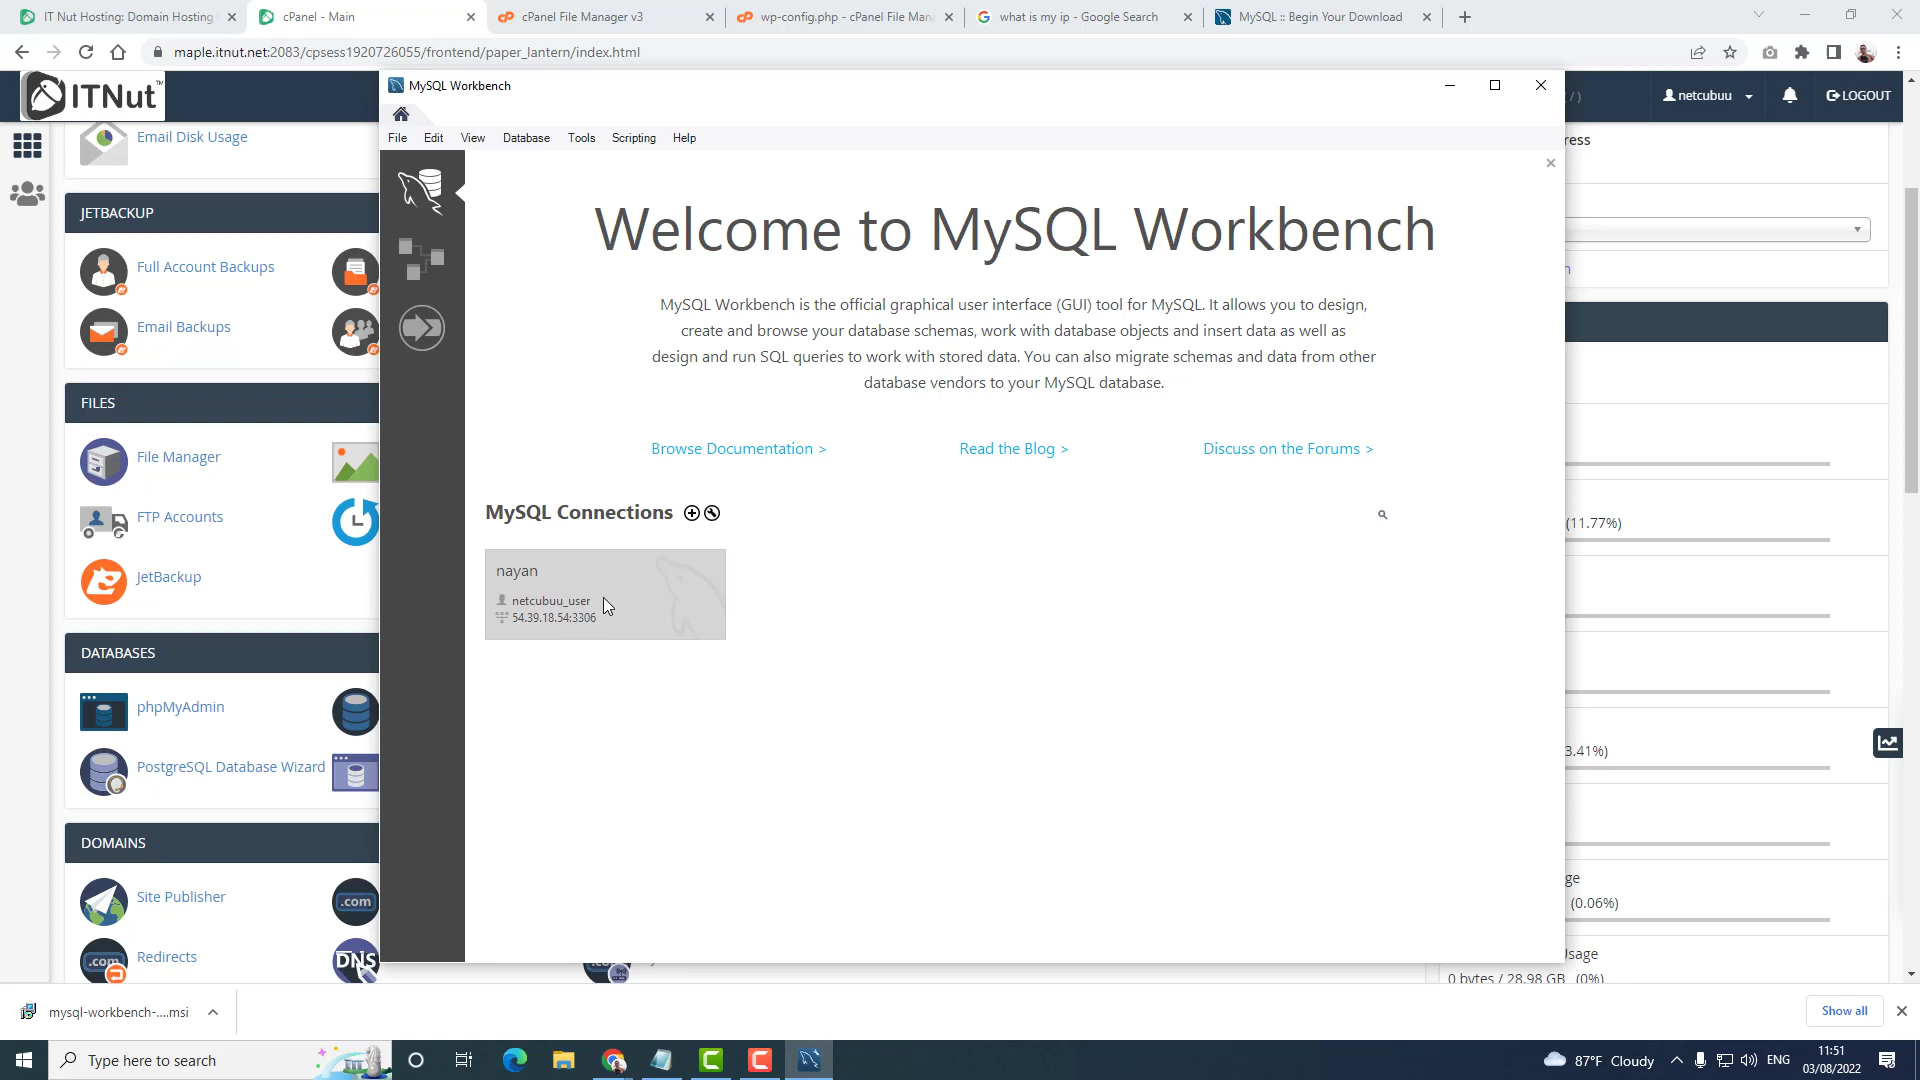 IT Nut Hosting: Domain Hosting
cPanel - Main
cPanel File Manager v3
wp-config.php - cPanel File Mana
what is my ip - Google Search
MySQL :: Begin Your Download
maple.itnut.net:2083/cpsess1920726055/frontend/paper_lantern/index.html
ITNut™
netcubuu
LOGOUT
MySQL Workbench
File Edit View Database Tools Scripting Help
Welcome to MySQL Workbench
MySQL Workbench is the official graphical user interface (GUI) tool for MySQL. It allows you to design,
create and browse your database schemas, work with database objects and insert data as well as
design and run SQL queries to work with stored data. You can also migrate schemas and data from other
database vendors to your MySQL database.
Browse Documentation >
Read the Blog >
Discuss on the Forums >
MySQL Connections
nayan
netcubuu_user
54.39.18.54:3306
Email Disk Usage
JETBACKUP
Full Account Backups
Email Backups
FILES
File Manager
FTP Accounts
JetBackup
DATABASES
phpMyAdmin
PostgreSQL Database Wizard
DOMAINS
Site Publisher
.com
Redirects
.com
DNS
ress
(11.77%)
3.41%)
ge
(0.06%)
Usage
0 bytes / 28.98 GB (0%)
mysql-workbench-....msi
Show all
Type here to search
87°F Cloudy
ENG
11:51
03/08/2022